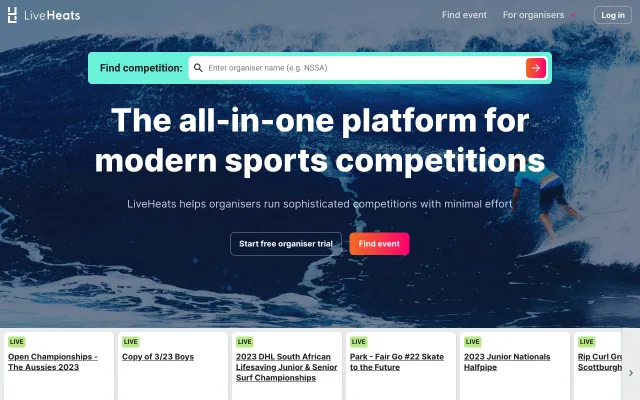 LiveHeats
Find event
For organisers
Log in
Find competition:
Enter organiser name (e.g. NSSA)
The all-in-one platform for
modern sports competitions
LiveHeats helps organisers run sophisticated competitions with minimal effort
Start free organiser trial
Find event
LIVE
Open Championships -
The Aussies 2023
LIVE
Copy of 3/23 Boys
LIVE
2023 DHL South African
Lifesaving Junior & Senior
Surf Championships
LIVE
Park - Fair Go #22 Skate
to the Future
LIVE
2023 Junior Nationals
Halfpipe
LIVE
Rip Curl Gro
Scottburgh